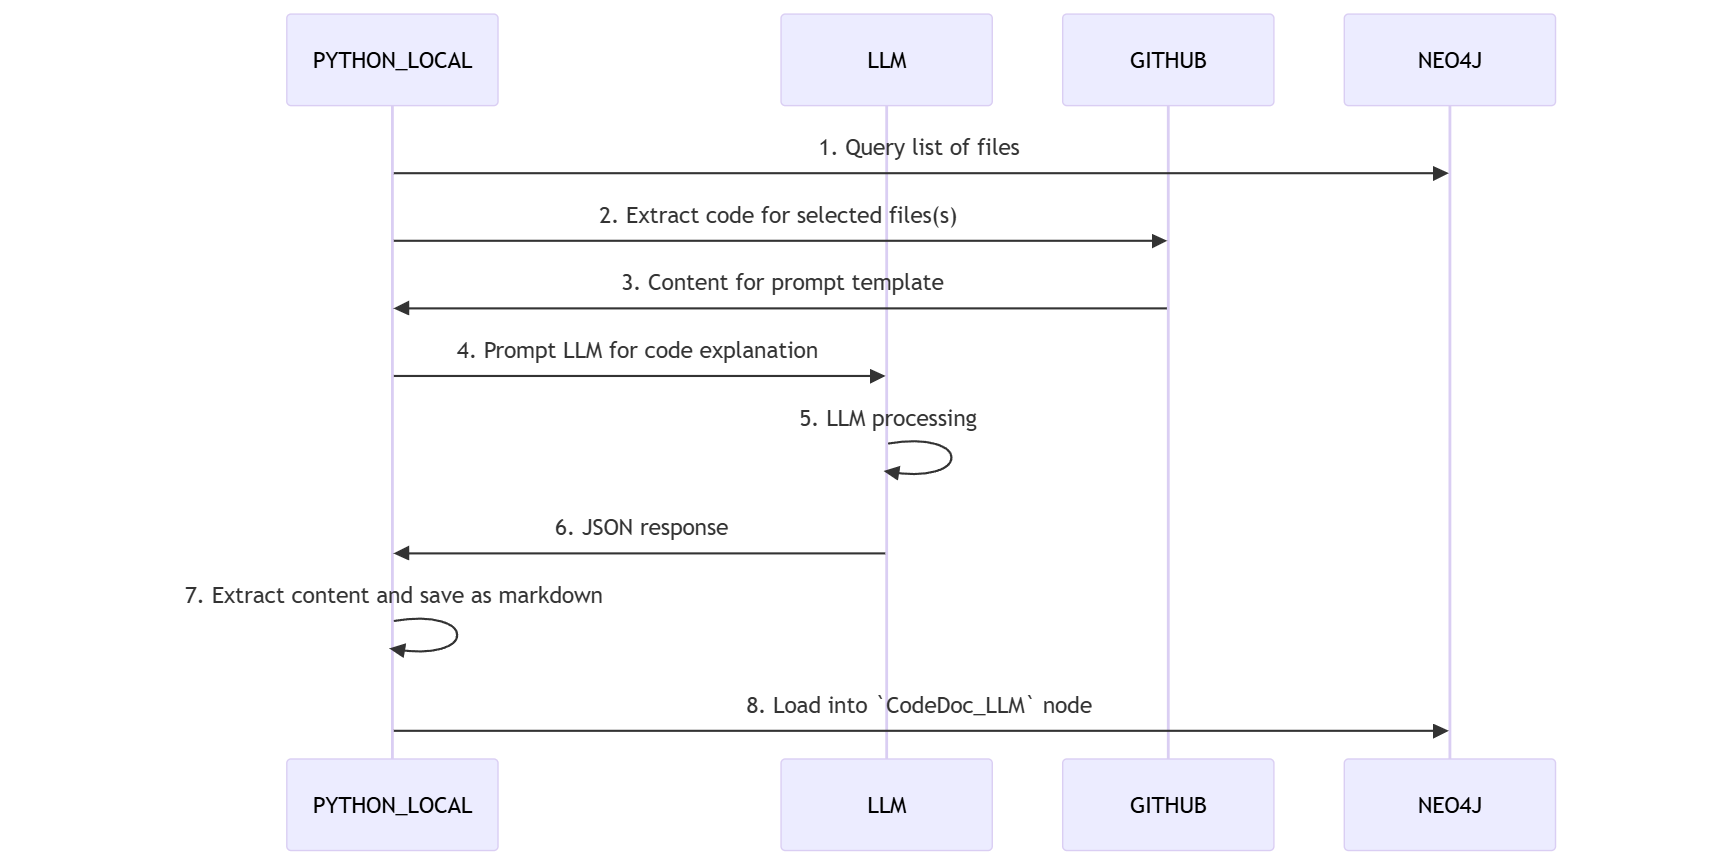 PYTHON_LOCAL
LLM
GITHUB
NEO4J
1. Query list of files
2. Extract code for selected files(s)
3. Content for prompt template
4. Prompt LLM for code explanation
5. LLM processing
6. JSON response
7. Extract content and save as markdown
8. Load into `CodeDoc_LLM` node
PYTHON_LOCAL
LLM
GITHUB
NEO4J